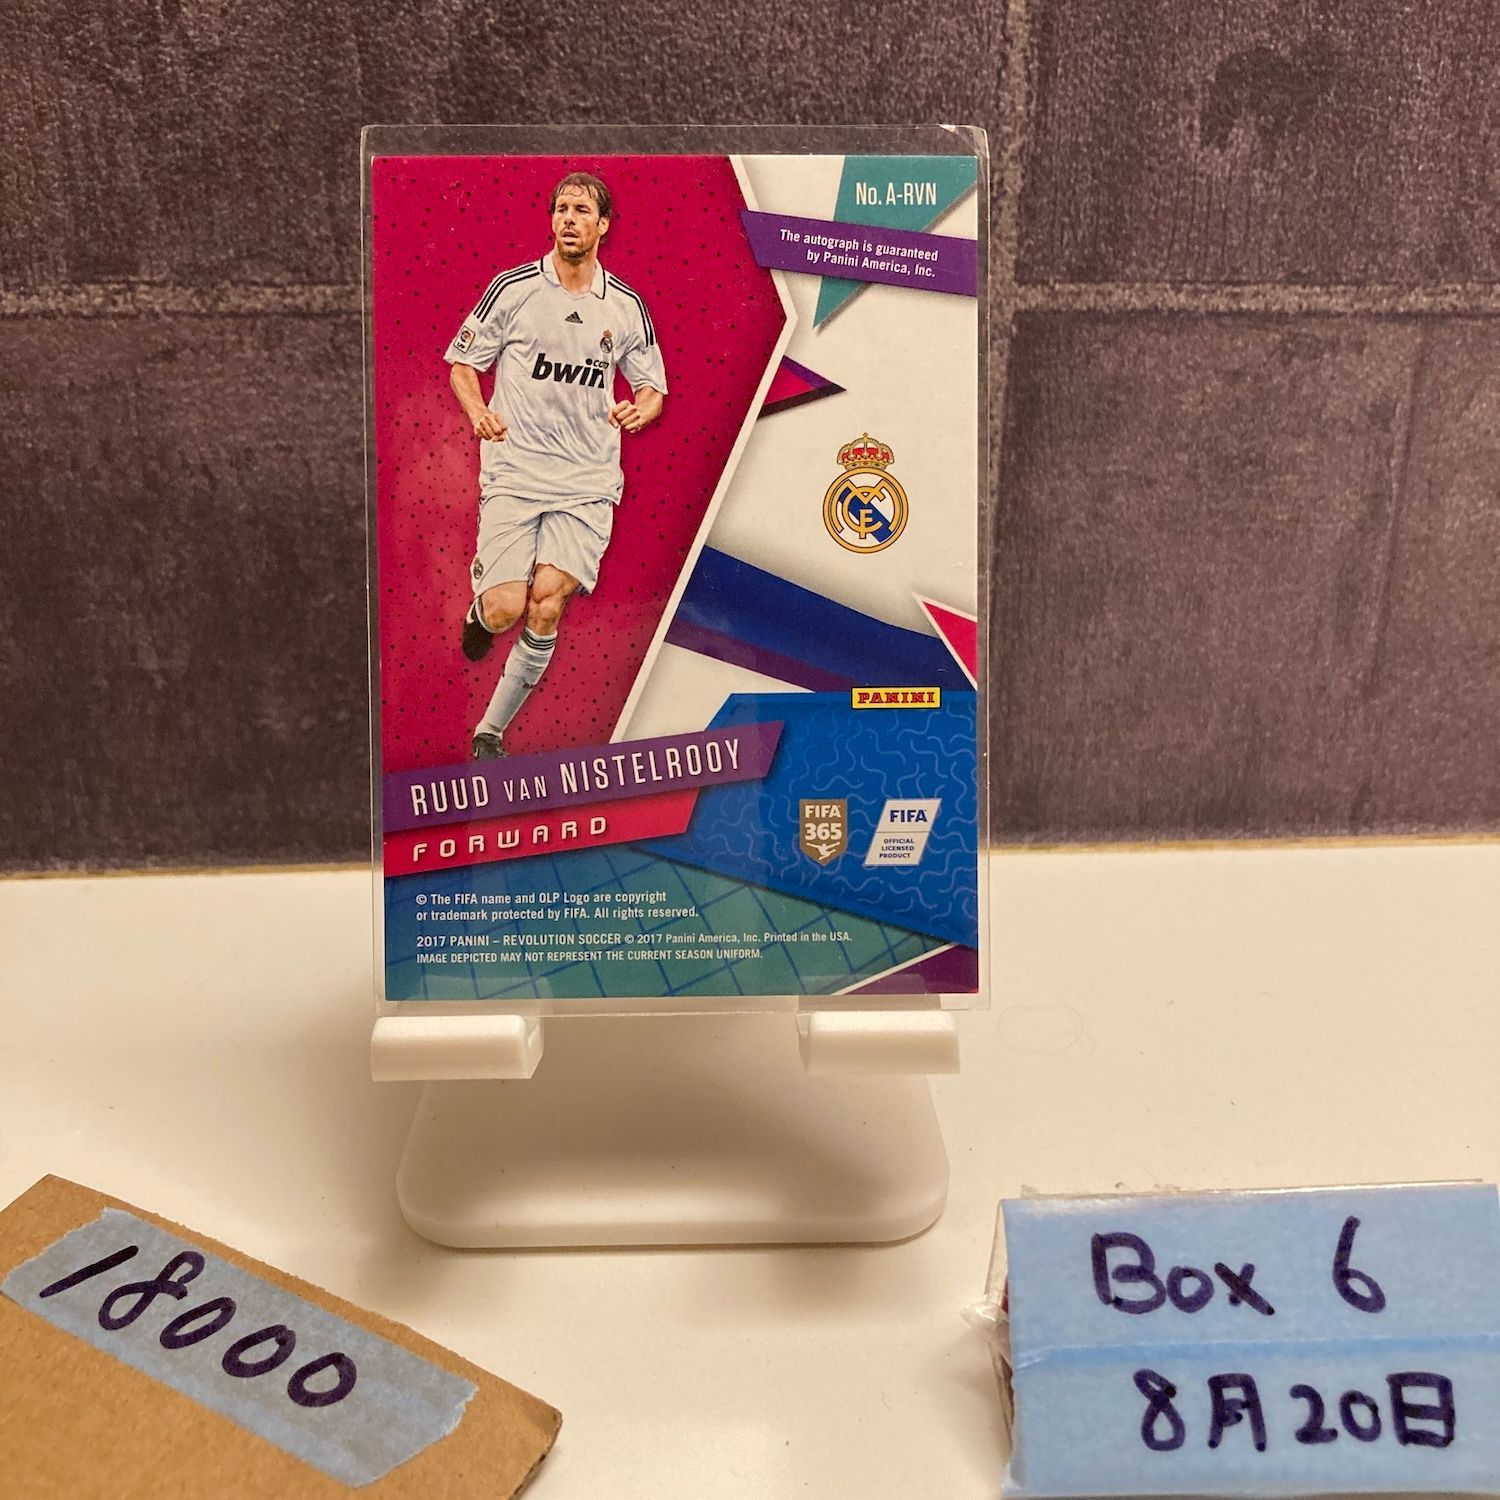 No. A-RVN
The autograph is guaranteed
by Panini America, Inc.
bwin
.com
PANINI
RUUD VAN NISTELROOY
FORWARD
FIFA
365
FIFA
OFFICIAL
LICENSED
PRODUCT
© The FIFA name and OLP Logo are copyright
or trademark protected by FIFA. All rights reserved.
2017 PANINI – REVOLUTION SOCCER © 2017 Panini America, Inc. Printed in the USA.
IMAGE DEPICTED MAY NOT REPRESENT THE CURRENT SEASON UNIFORM.
18000
Box 6
8月20日